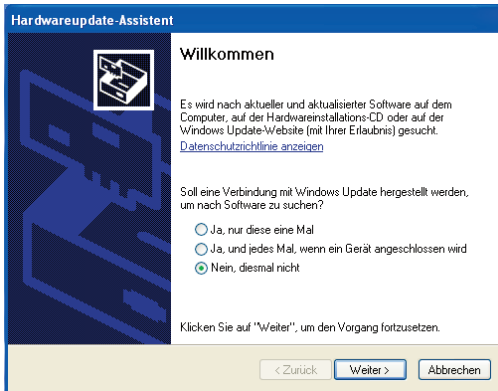 Hardwareupdate-Assistent
Willkommen
Es wird nach aktueller und aktualisierter Software auf dem
Computer, auf der Hardwareinstallations-CD oder auf der
Windows Update-Website (mit Ihrer Erlaubnis) gesucht.
Datenschutzrichtlinie anzeigen
Soll eine Verbindung mit Windows Update hergestellt werden,
um nach Software zu suchen?
Ja, nur diese eine Mal
Ja, und jedes Mal, wenn ein Gerät angeschlossen wird
Nein, diesmal nicht
Klicken Sie auf "Weiter", um den Vorgang fortzusetzen.
< Zurück Weiter > Abbrechen